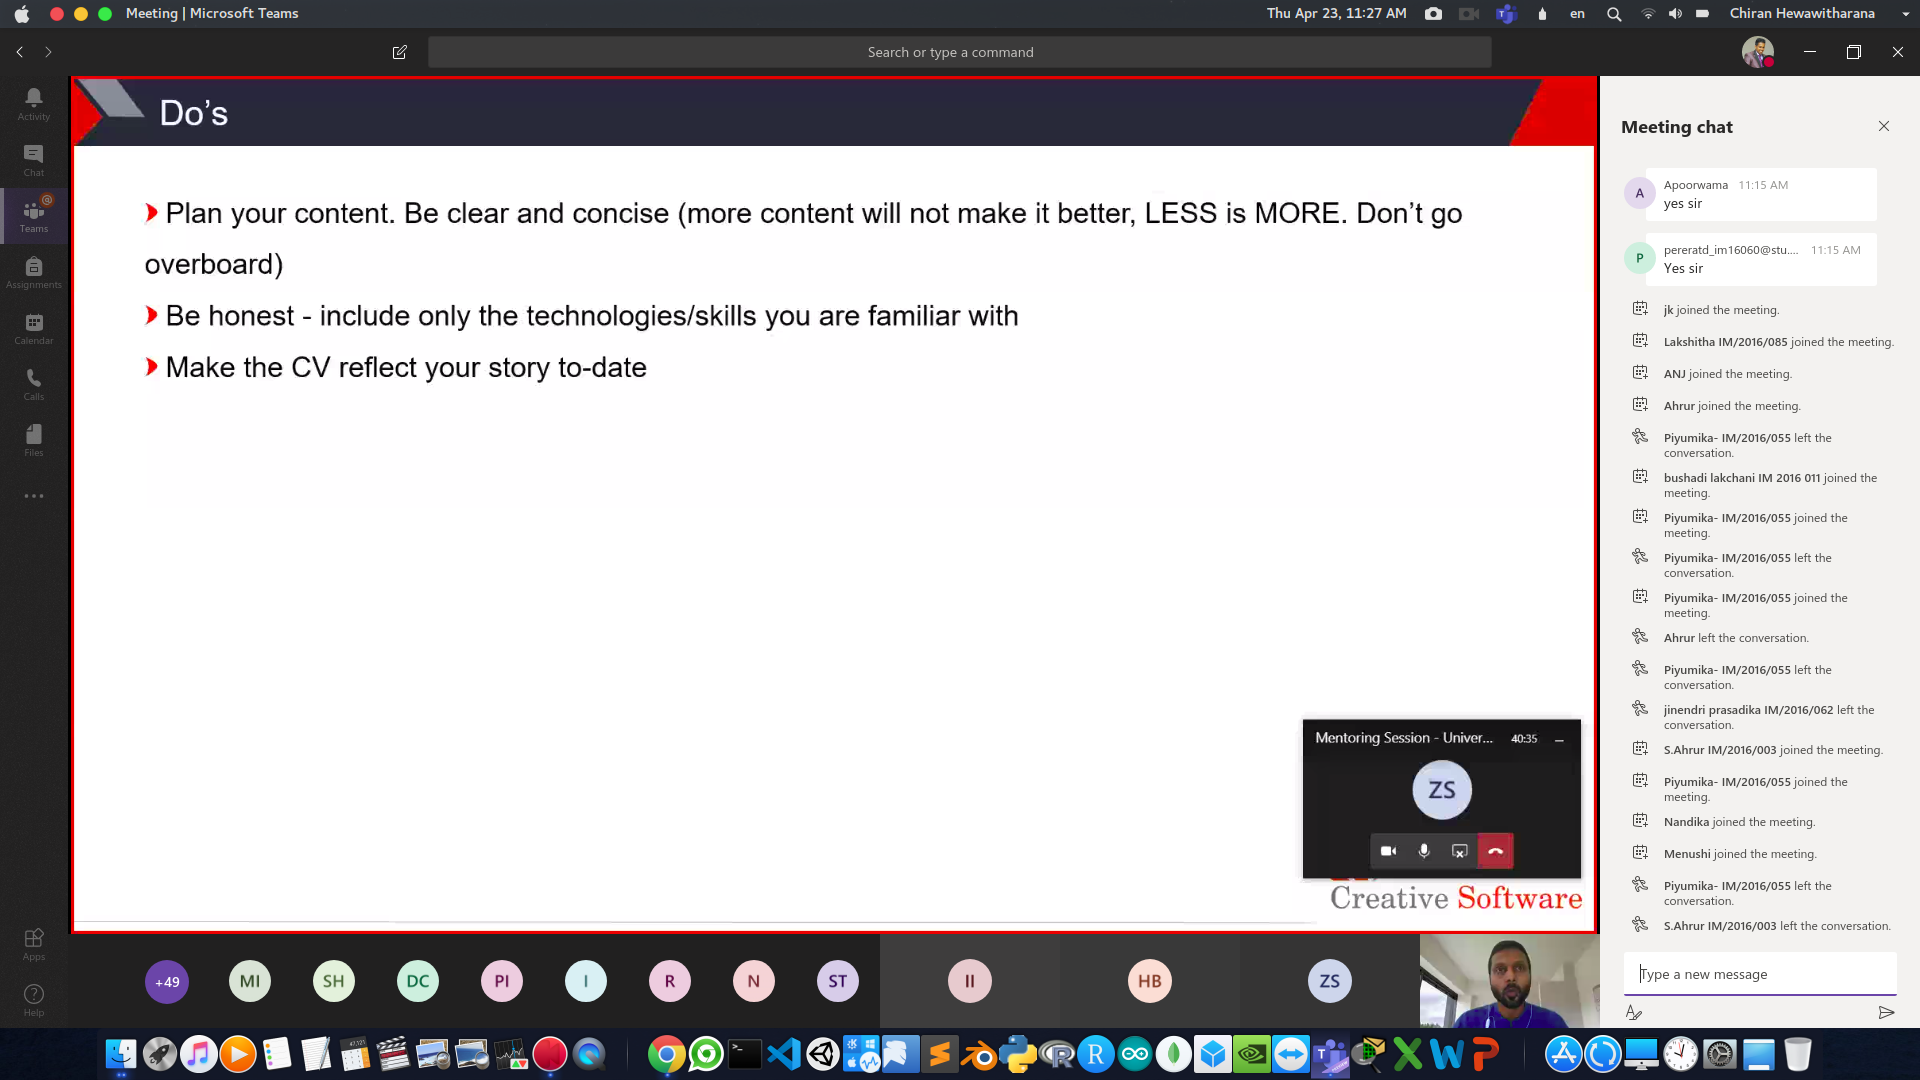 Meeting | Microsoft Teams
Thu Apr 23, 11:27 AM
en
Chiran Hewawitharana
Search or type a command
Activity
Chat
Teams
Assignments
Calendar
Calls
Files
Apps
Help
Do’s
Plan your content. Be clear and concise (more content will not make it better, LESS is MORE. Don’t go
overboard)
Be honest - include only the technologies/skills you are familiar with
Make the CV reflect your story to-date
Mentoring Session - Univer... 40:35
ZS
Creative Software
+49
MI
SH
DC
PI
I
R
N
ST
II
HB
ZS
Meeting chat
A
Apoorwama 11:15 AM
yes sir
P
pereratd_im16060@stu.... 11:15 AM
Yes sir
jk joined the meeting.
Lakshitha IM/2016/085 joined the meeting.
ANJ joined the meeting.
Ahrur joined the meeting.
Piyumika- IM/2016/055 left the
conversation.
bushadi lakchani IM 2016 011 joined the
meeting.
Piyumika- IM/2016/055 joined the
meeting.
Piyumika- IM/2016/055 left the
conversation.
Piyumika- IM/2016/055 joined the
meeting.
Ahrur left the conversation.
Piyumika- IM/2016/055 left the
conversation.
jinendri prasadika IM/2016/062 left the
conversation.
S.Ahrur IM/2016/003 joined the meeting.
Piyumika- IM/2016/055 joined the
meeting.
Nandika joined the meeting.
Menushi joined the meeting.
Piyumika- IM/2016/055 left the
conversation.
S.Ahrur IM/2016/003 left the conversation.
Type a new message